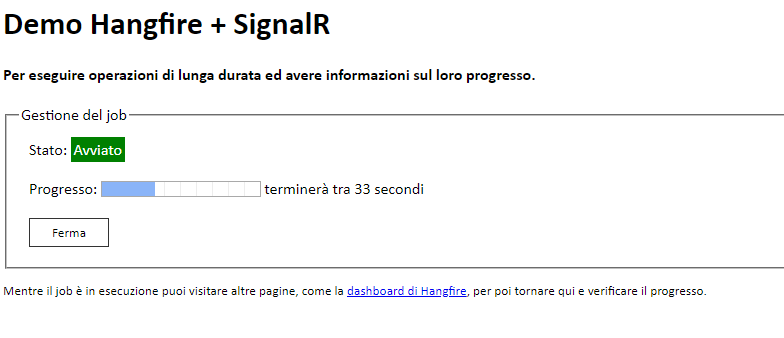 Demo Hangfire + SignalR
Per eseguire operazioni di lunga durata ed avere informazioni sul loro progresso.
Gestione del job
Stato: Avviato
Progresso: terminerà tra 33 secondi
Ferma
Mentre il job è in esecuzione puoi visitare altre pagine, come la dashboard di Hangfire, per poi tornare qui e verificare il progresso.